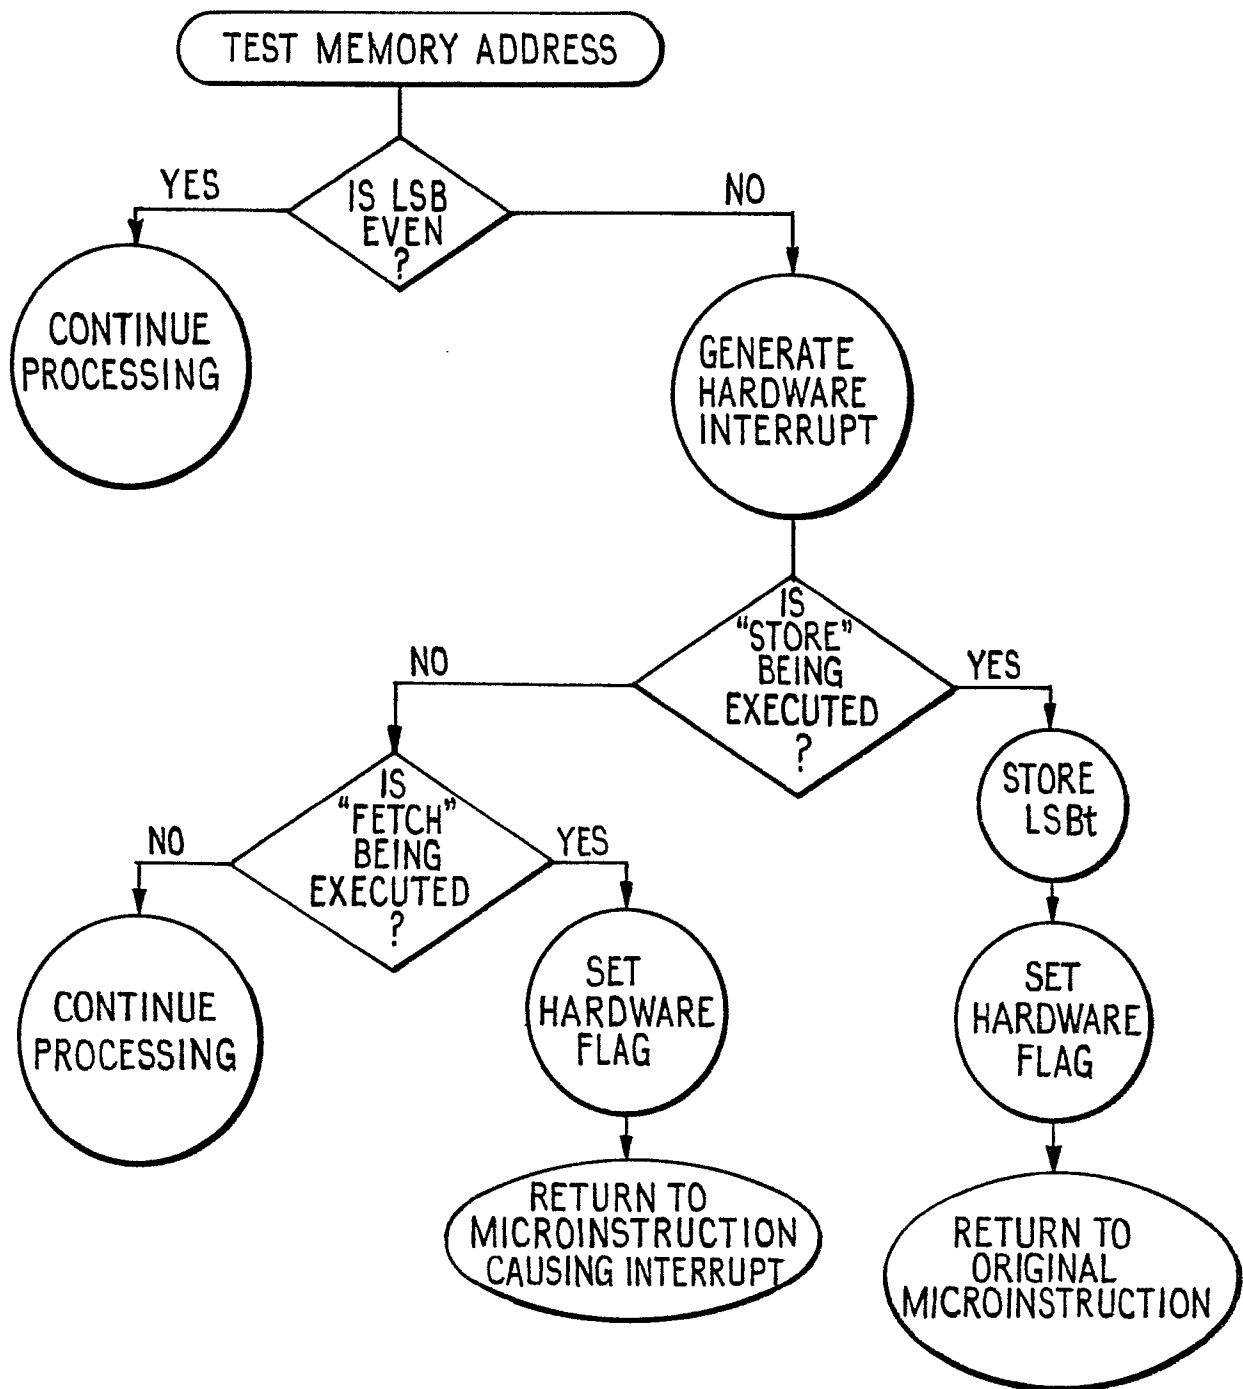 TEST MEMORY ADDRESS
YES
IS LSB
EVEN
?
NO
CONTINUE
PROCESSING
GENERATE
HARDWARE
INTERRUPT
IS
“STORE”
BEING
EXECUTED
?
NO
YES
STORE
LSBt
IS
“FETCH”
BEING
EXECUTED
?
NO
YES
CONTINUE
PROCESSING
SET
HARDWARE
FLAG
SET
HARDWARE
FLAG
RETURN TO
MICROINSTRUCTION
CAUSING INTERRUPT
RETURN TO
ORIGINAL
MICROINSTRUCTION